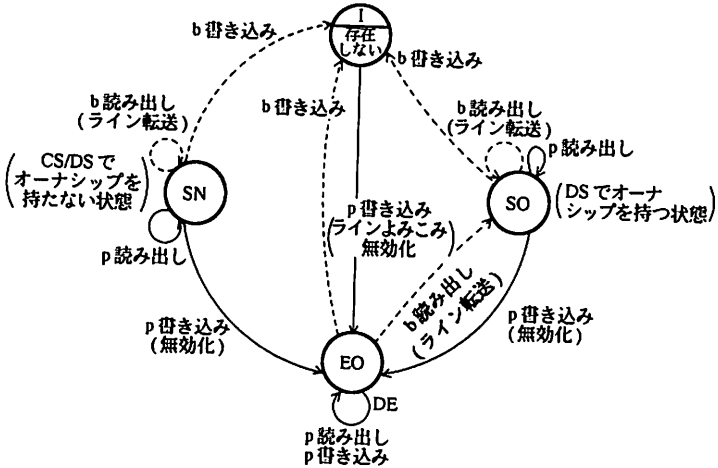 I
存在
しない
b書き込み
b書き込み
b書き込み
b読み出し
(ライン転送)
b読み出し
(ライン転送)
p読み出し
CS/DSで
オーナシップを
持たない状態
SN
SO
DSでオーナ
シップを持つ状態
p読み出し
p書き込み
ラインよみこみ
無効化
b読み出し
(ライン転送)
p書き込み
(無効化)
p書き込み
(無効化)
EO
DE
p読み出し
p書き込み